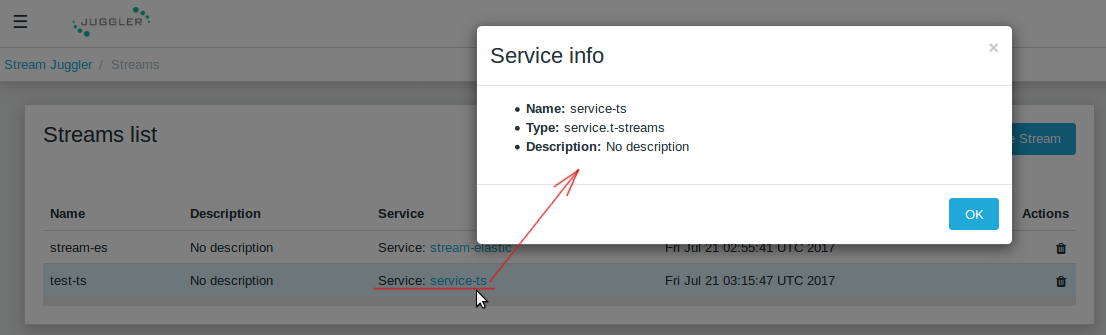 ☰ JUGGLER
Stream Juggler / Streams
Service info ×
• Name: service-ts
• Type: service.t-streams
• Description: No description
OK
Streams list
e Stream
Name Description Service Actions
stream-es No description Service: stream-elastic Fri Jul 21 02:55:41 UTC 2017
test-ts No description Service: service-ts Fri Jul 21 03:15:47 UTC 2017